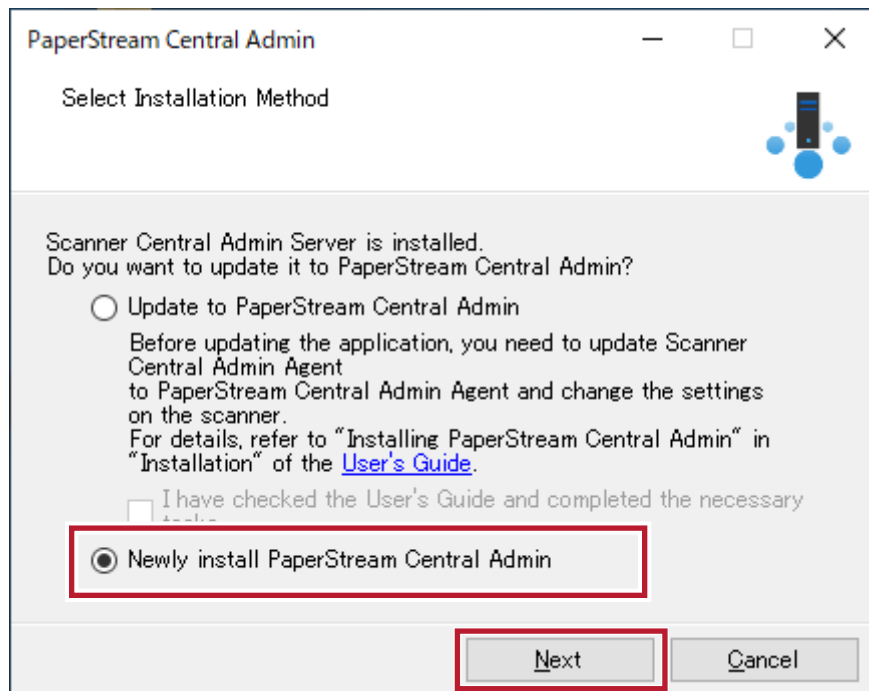 PaperStream Central Admin
Select Installation Method
Scanner Central Admin Server is installed.
Do you want to update it to PaperStream Central Admin?
Update to PaperStream Central Admin
Before updating the application, you need to update Scanner
Central Admin Agent
to PaperStream Central Admin Agent and change the settings
on the scanner.
For details, refer to "Installing PaperStream Central Admin" in
"Installation" of the User's Guide.
I have checked the User's Guide and completed the necessary
Newly install PaperStream Central Admin
Next
Cancel